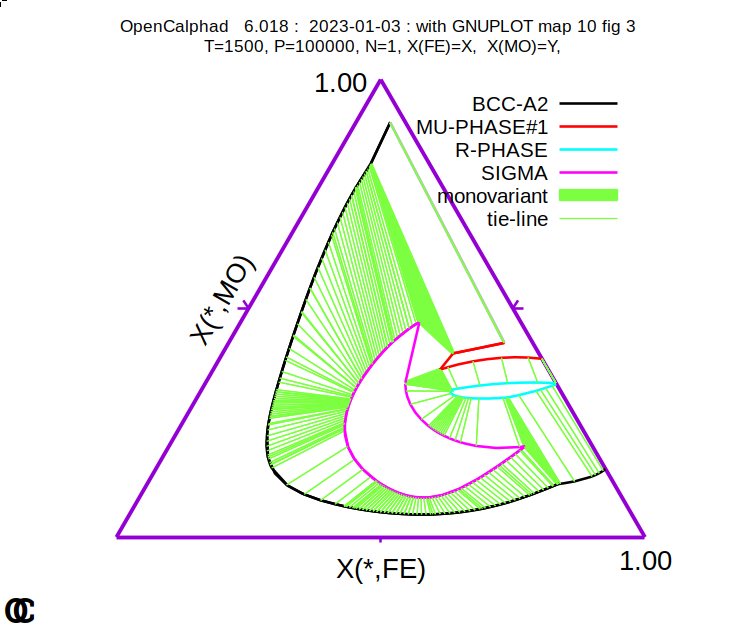 OpenCalphad 6.018 : 2023-01-03 : with GNUPLOT map 10 fig 3
T=1500, P=100000, N=1, X(FE)=X, X(MO)=Y,
1.00
BCC-A2
MU-PHASE#1
R-PHASE
SIGMA
monovariant
tie-line
X(*,MO)
1.00
X(*,FE)
OC